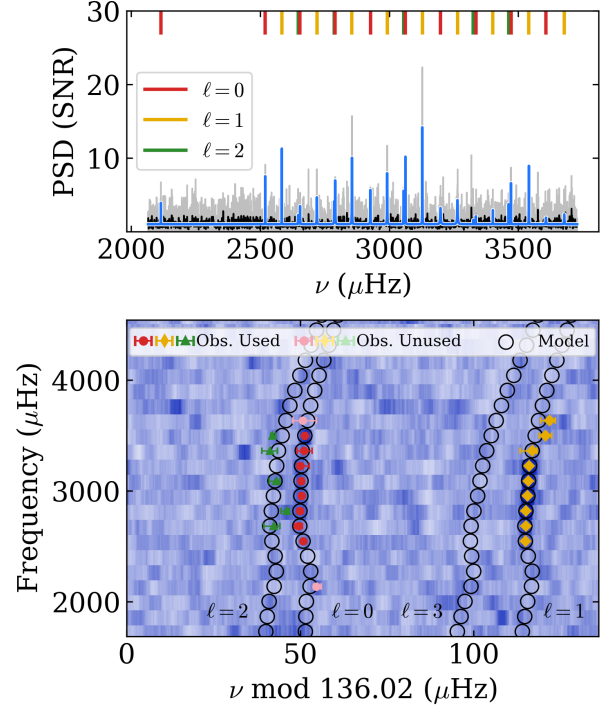 30
20
10
PSD (SNR)
ℓ = 0
ℓ = 1
ℓ = 2
2000 2500 3000 3500
ν (μHz)
Obs. Used Obs. Unused Model
4000
3000
2000
Frequency (μHz)
ℓ = 2 ℓ = 0 ℓ = 3 ℓ = 1
0 50 100
ν mod 136.02 (μHz)